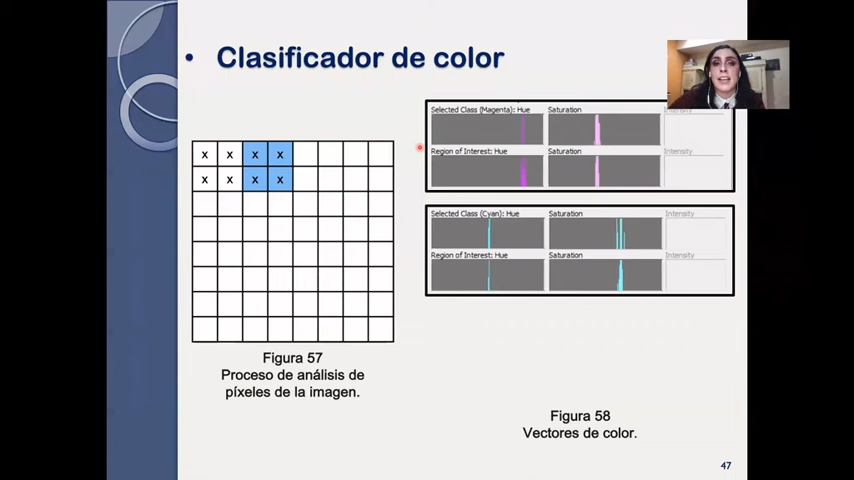 • Clasificador de color
x x x x
x x x x
Figura 57
Proceso de análisis de
píxeles de la imagen.
Selected Class (Magenta): Hue Saturation Intensity
Region of Interest: Hue Saturation Intensity
Selected Class (Cyan): Hue Saturation Intensity
Region of Interest: Hue Saturation Intensity
Figura 58
Vectores de color.
47